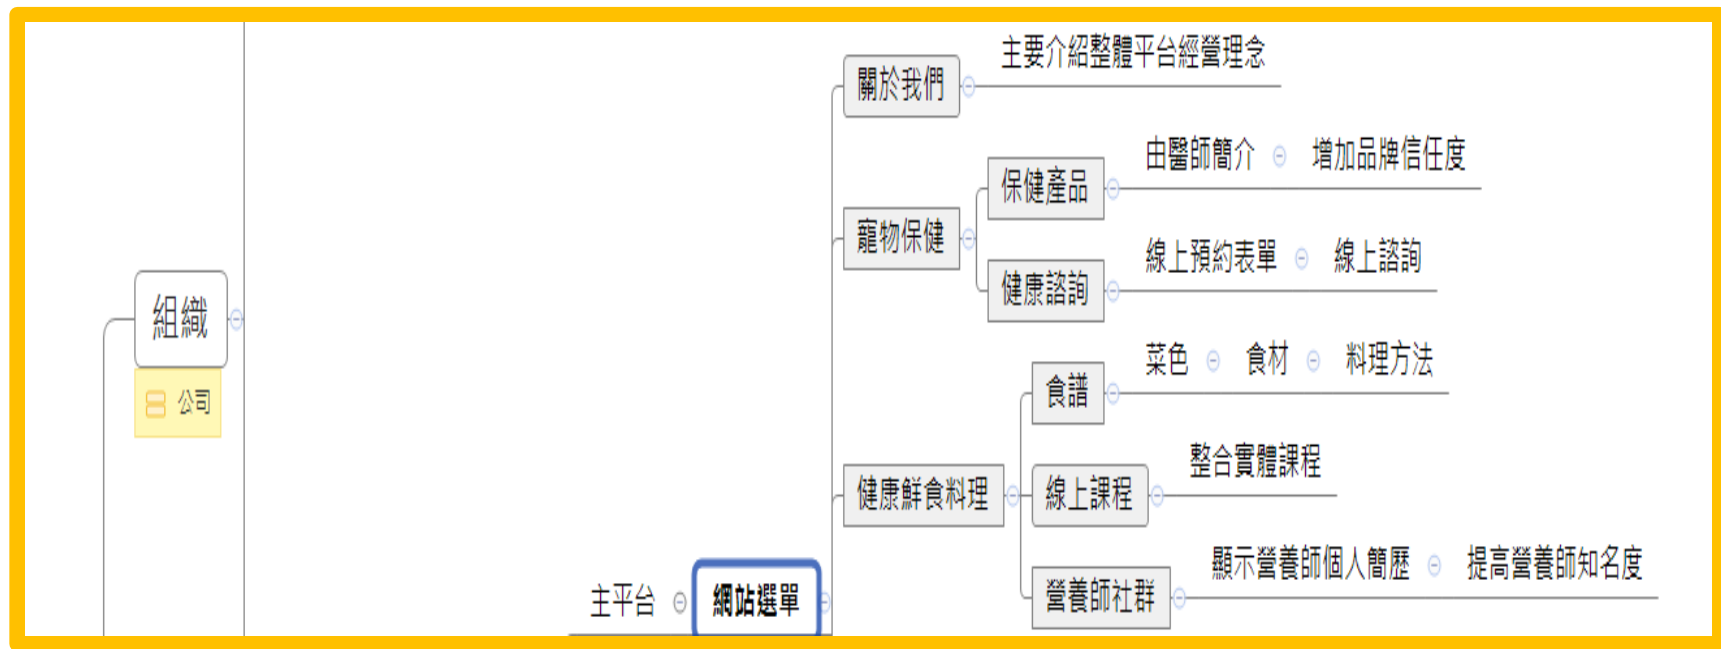 主要介紹整體平台經營理念
關於我們
由醫師簡介 增加品牌信任度
保健產品
寵物保健
線上預約表單 線上諮詢
健康諮詢
組織
公司
菜色 食材 料理方法
食譜
整合實體課程
健康鮮食料理 線上課程
顯示營養師個人簡歷 提高營養師知名度
營養師社群
主平台 網站選單